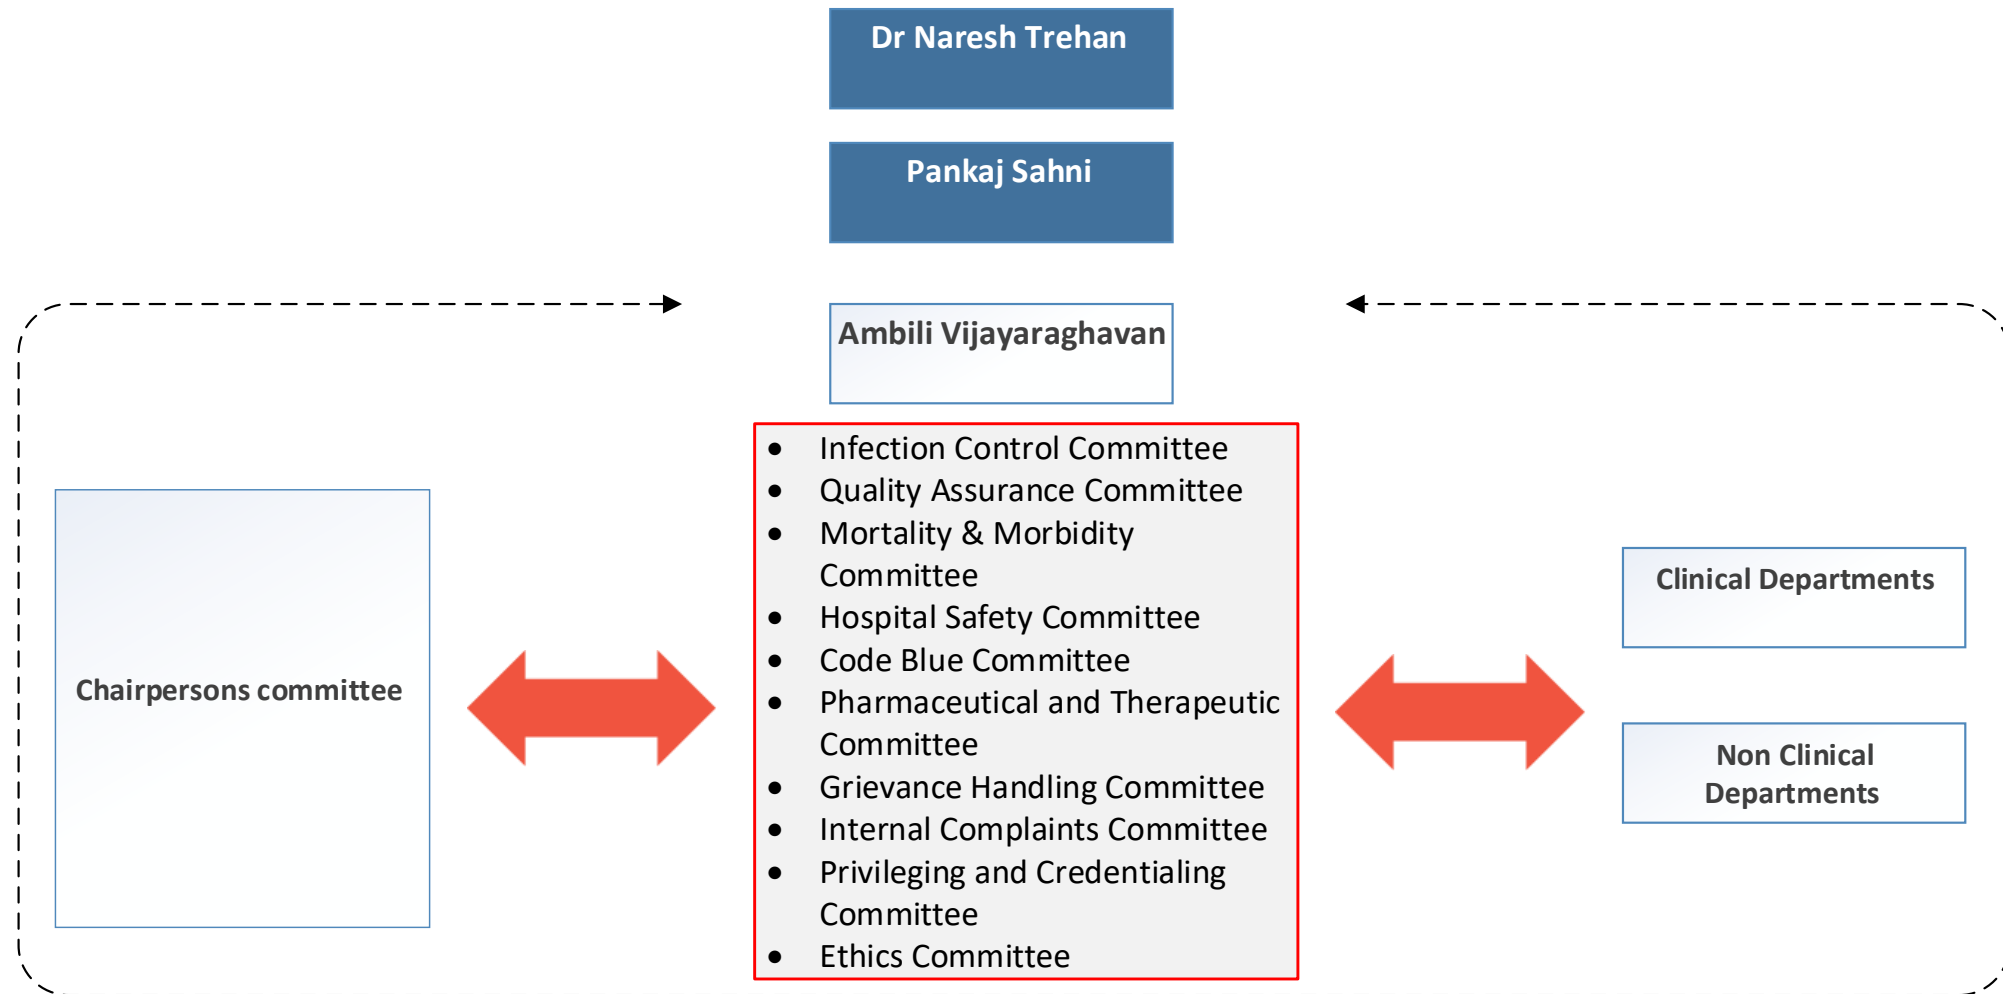 Dr Naresh Trehan
Pankaj Sahni
Ambili Vijayaraghavan
Chairpersons committee
• Infection Control Committee
• Quality Assurance Committee
• Mortality & Morbidity
Committee
• Hospital Safety Committee
• Code Blue Committee
• Pharmaceutical and Therapeutic
Committee
• Grievance Handling Committee
• Internal Complaints Committee
• Privileging and Credentialing
Committee
• Ethics Committee
Clinical Departments
Non Clinical
Departments